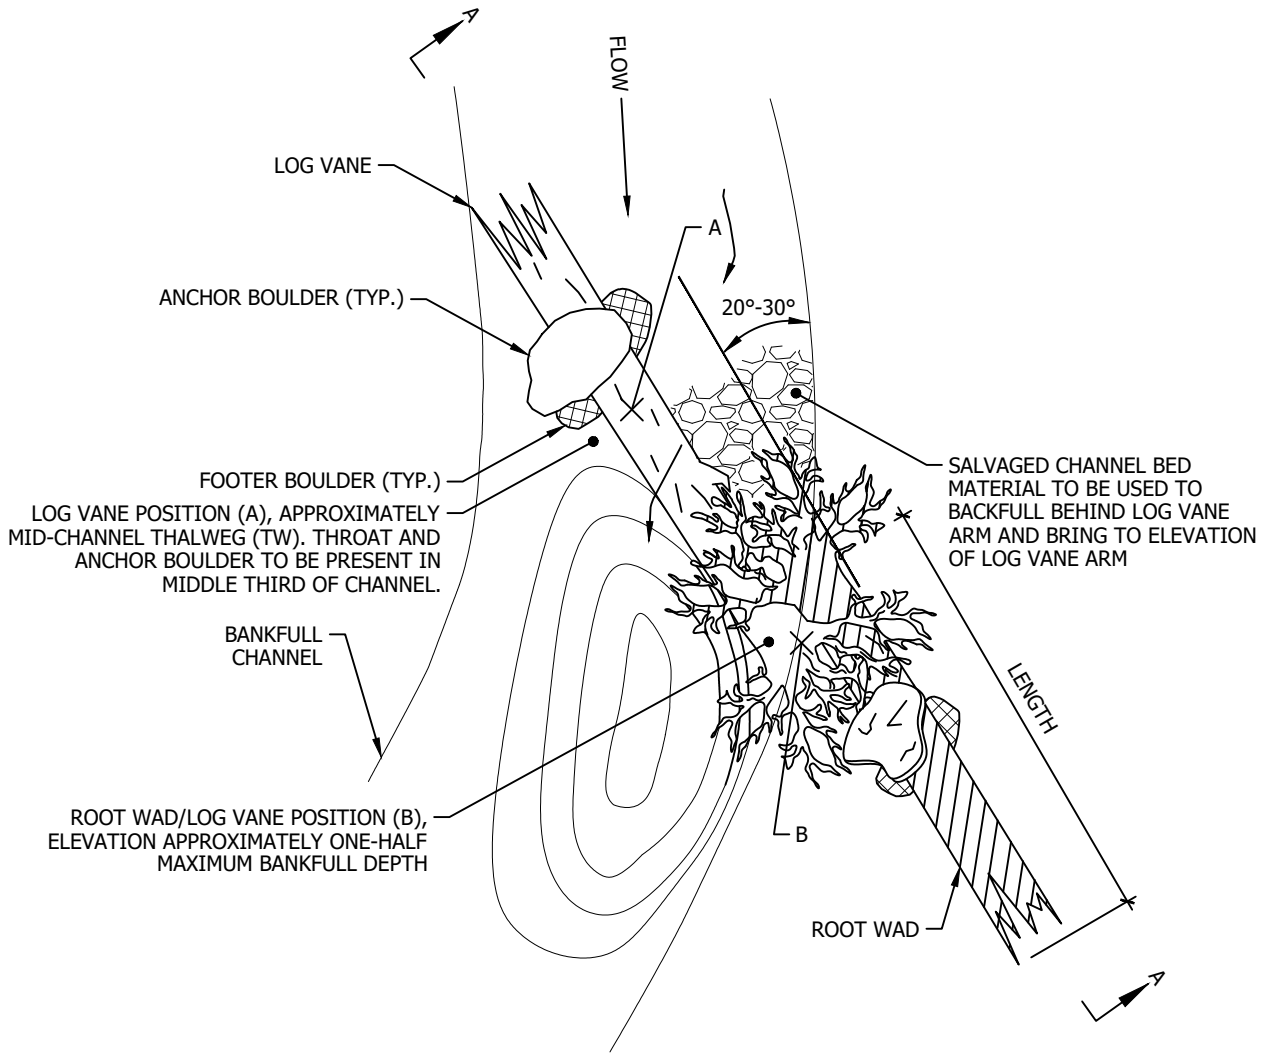 A
FLOW
LOG VANE
A
ANCHOR BOULDER (TYP.)
20°-30°
FOOTER BOULDER (TYP.)
LOG VANE POSITION (A), APPROXIMATELY
MID-CHANNEL THALWEG (TW). THROAT AND
ANCHOR BOULDER TO BE PRESENT IN
MIDDLE THIRD OF CHANNEL.
SALVAGED CHANNEL BED
MATERIAL TO BE USED TO
BACKFULL BEHIND LOG VANE
ARM AND BRING TO ELEVATION
OF LOG VANE ARM
BANKFULL
CHANNEL
LENGTH
ROOT WAD/LOG VANE POSITION (B),
ELEVATION APPROXIMATELY ONE-HALF
MAXIMUM BANKFULL DEPTH
B
ROOT WAD
A